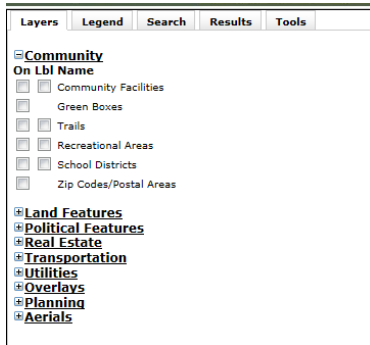 Layers Legend Search Results Tools
Community
On Lbl Name
Community Facilities
Green Boxes
Trails
Recreational Areas
School Districts
Zip Codes/Postal Areas
Land Features
Political Features
Real Estate
Transportation
Utilities
Overlays
Planning
Aerials